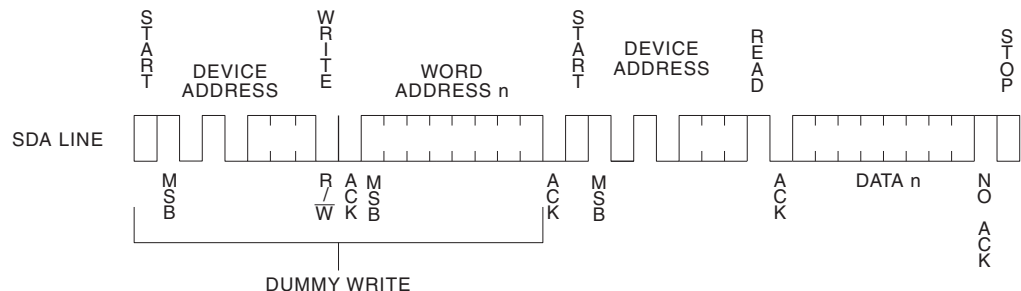 START
WRITE
START
READ
STOP
DEVICE
ADDRESS
WORD
ADDRESS n
DEVICE
ADDRESS
SDA LINE
MSB
R/W
ACK
MSB
ACK
MSB
ACK
DATA n
NO ACK
DUMMY WRITE